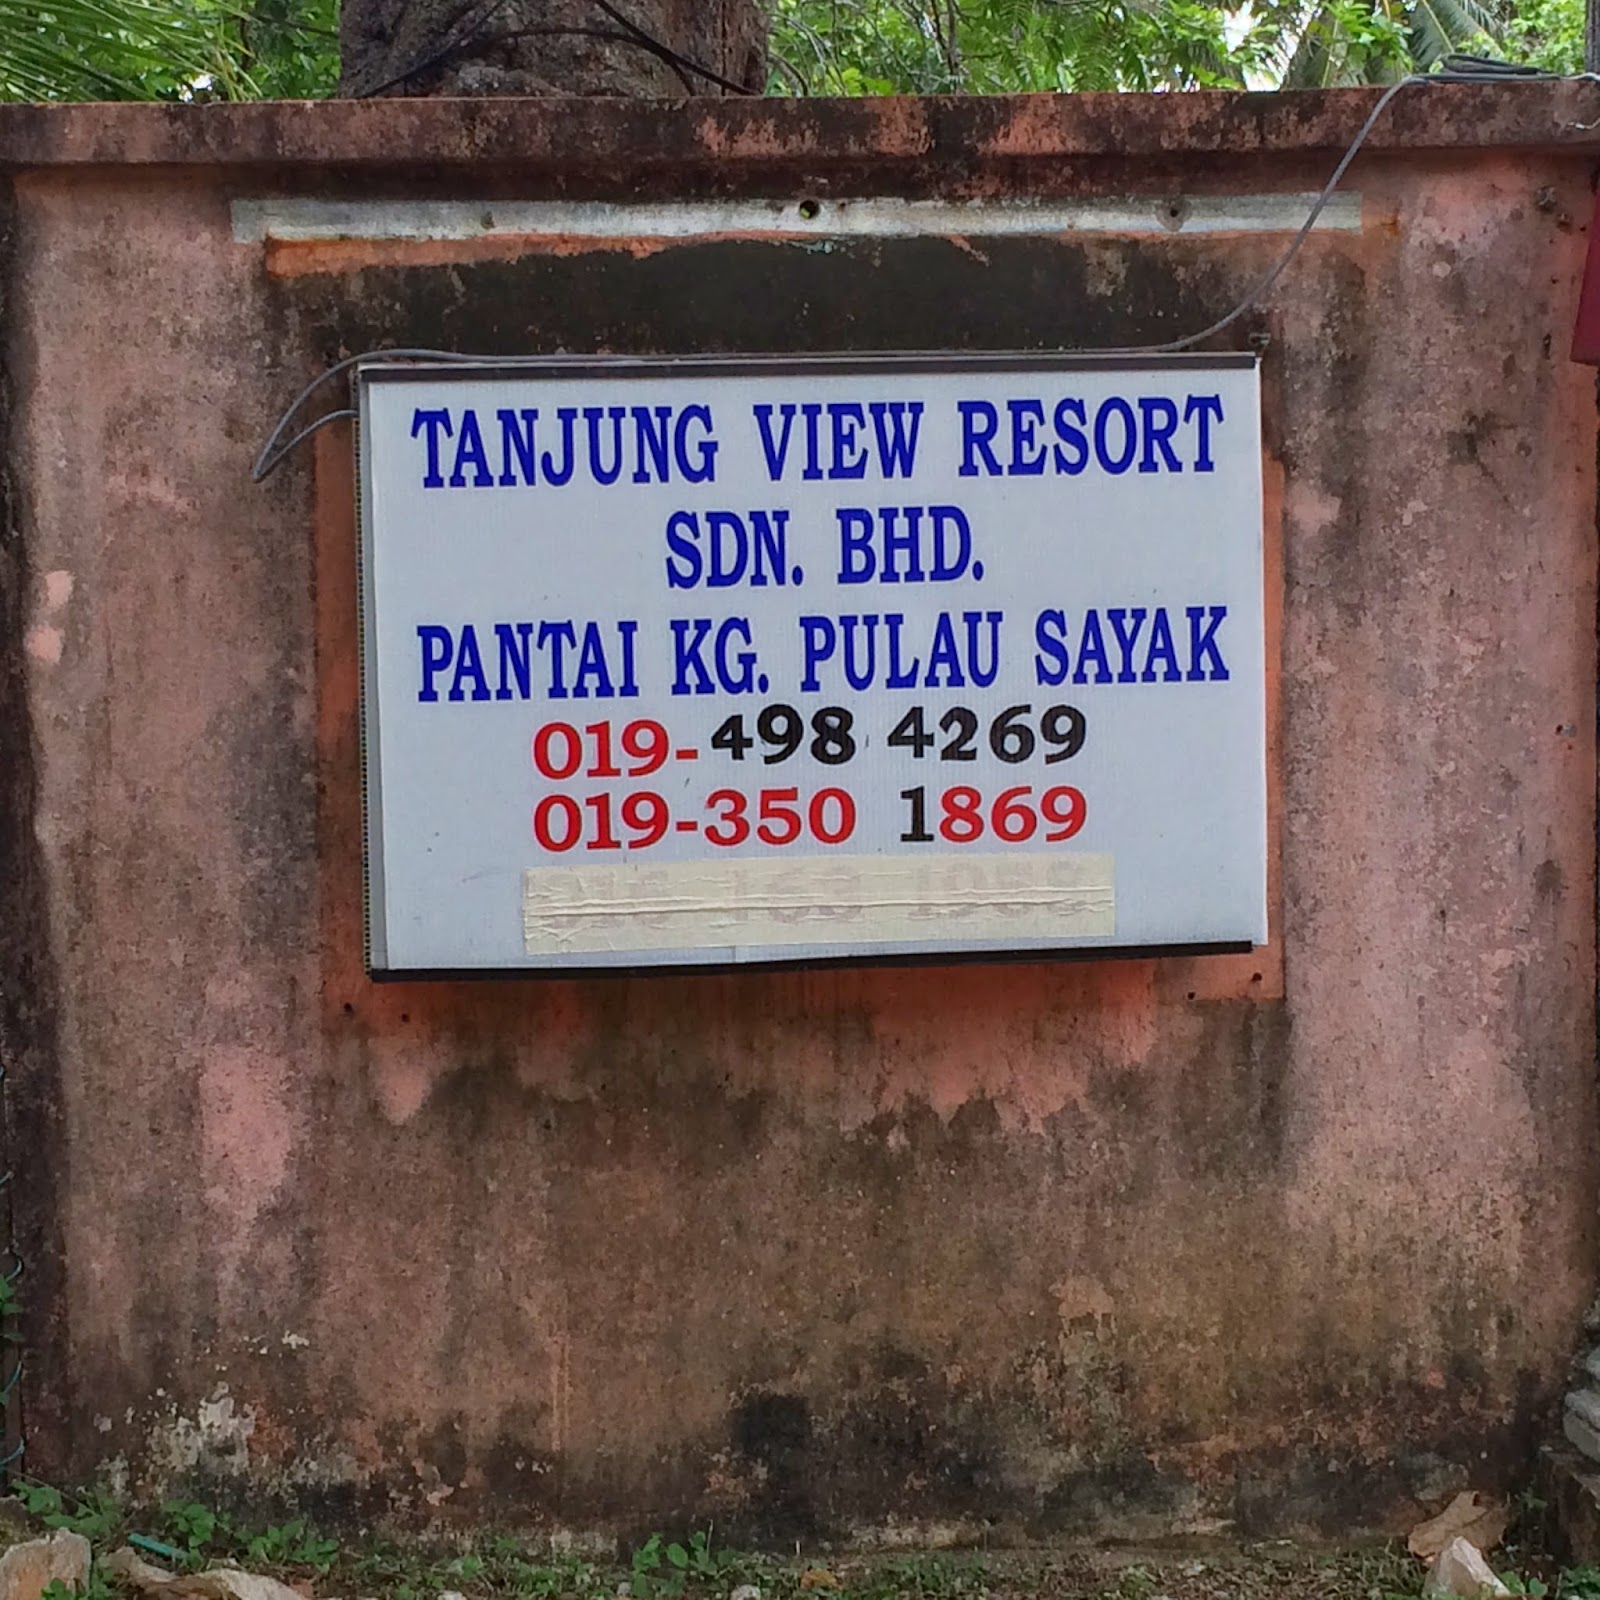 TANJUNG VIEW RESORT
SDN. BHD.
PANTAI KG. PULAU SAYAK
019-498 4269
019-350 1869